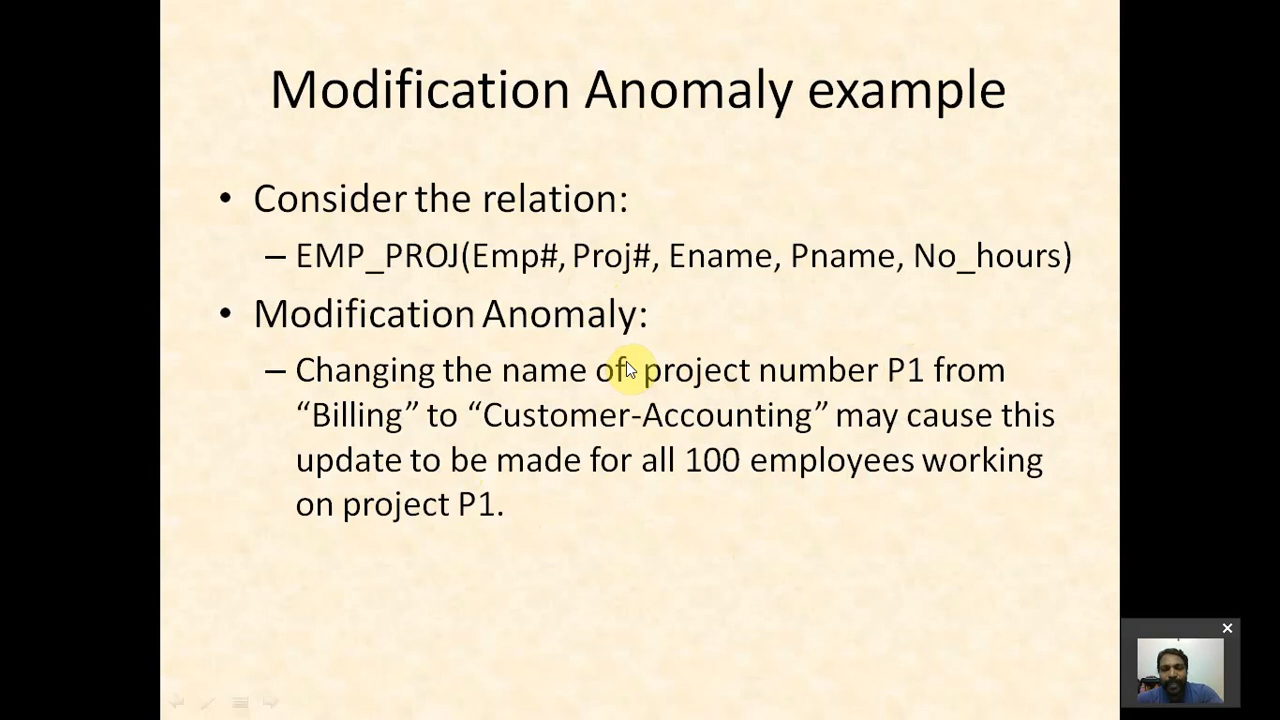 Modification Anomaly example
• Consider the relation:
– EMP_PROJ(Emp#, Proj#, Ename, Pname, No_hours)
• Modification Anomaly:
– Changing the name of project number P1 from
“Billing” to “Customer-Accounting” may cause this
update to be made for all 100 employees working
on project P1.